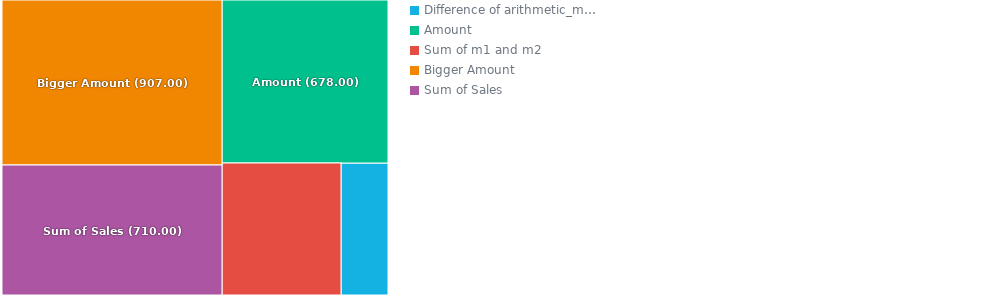 Bigger Amount (907.00)
Amount (678.00)
Sum of Sales (710.00)
Difference of arithmetic_m...
Amount
Sum of m1 and m2
Bigger Amount
Sum of Sales